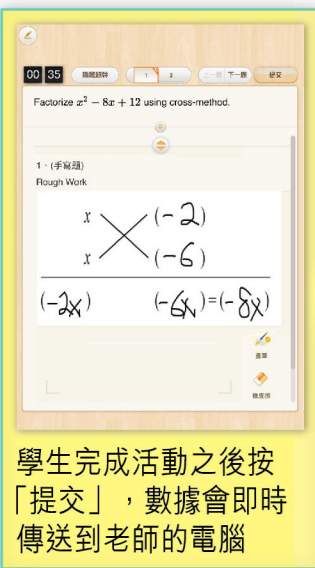 00 35 隱藏題幹 1 2 上一題 下一題 提交
Factorize x² − 8x + 12 using cross-method.
1、(手寫題)
Rough Work
x (−2)
x (−6)
(−2x) (−6x)=(−8x)
畫筆
橡皮擦
學生完成活動之後按
「提交」，數據會即時
傳送到老師的電腦